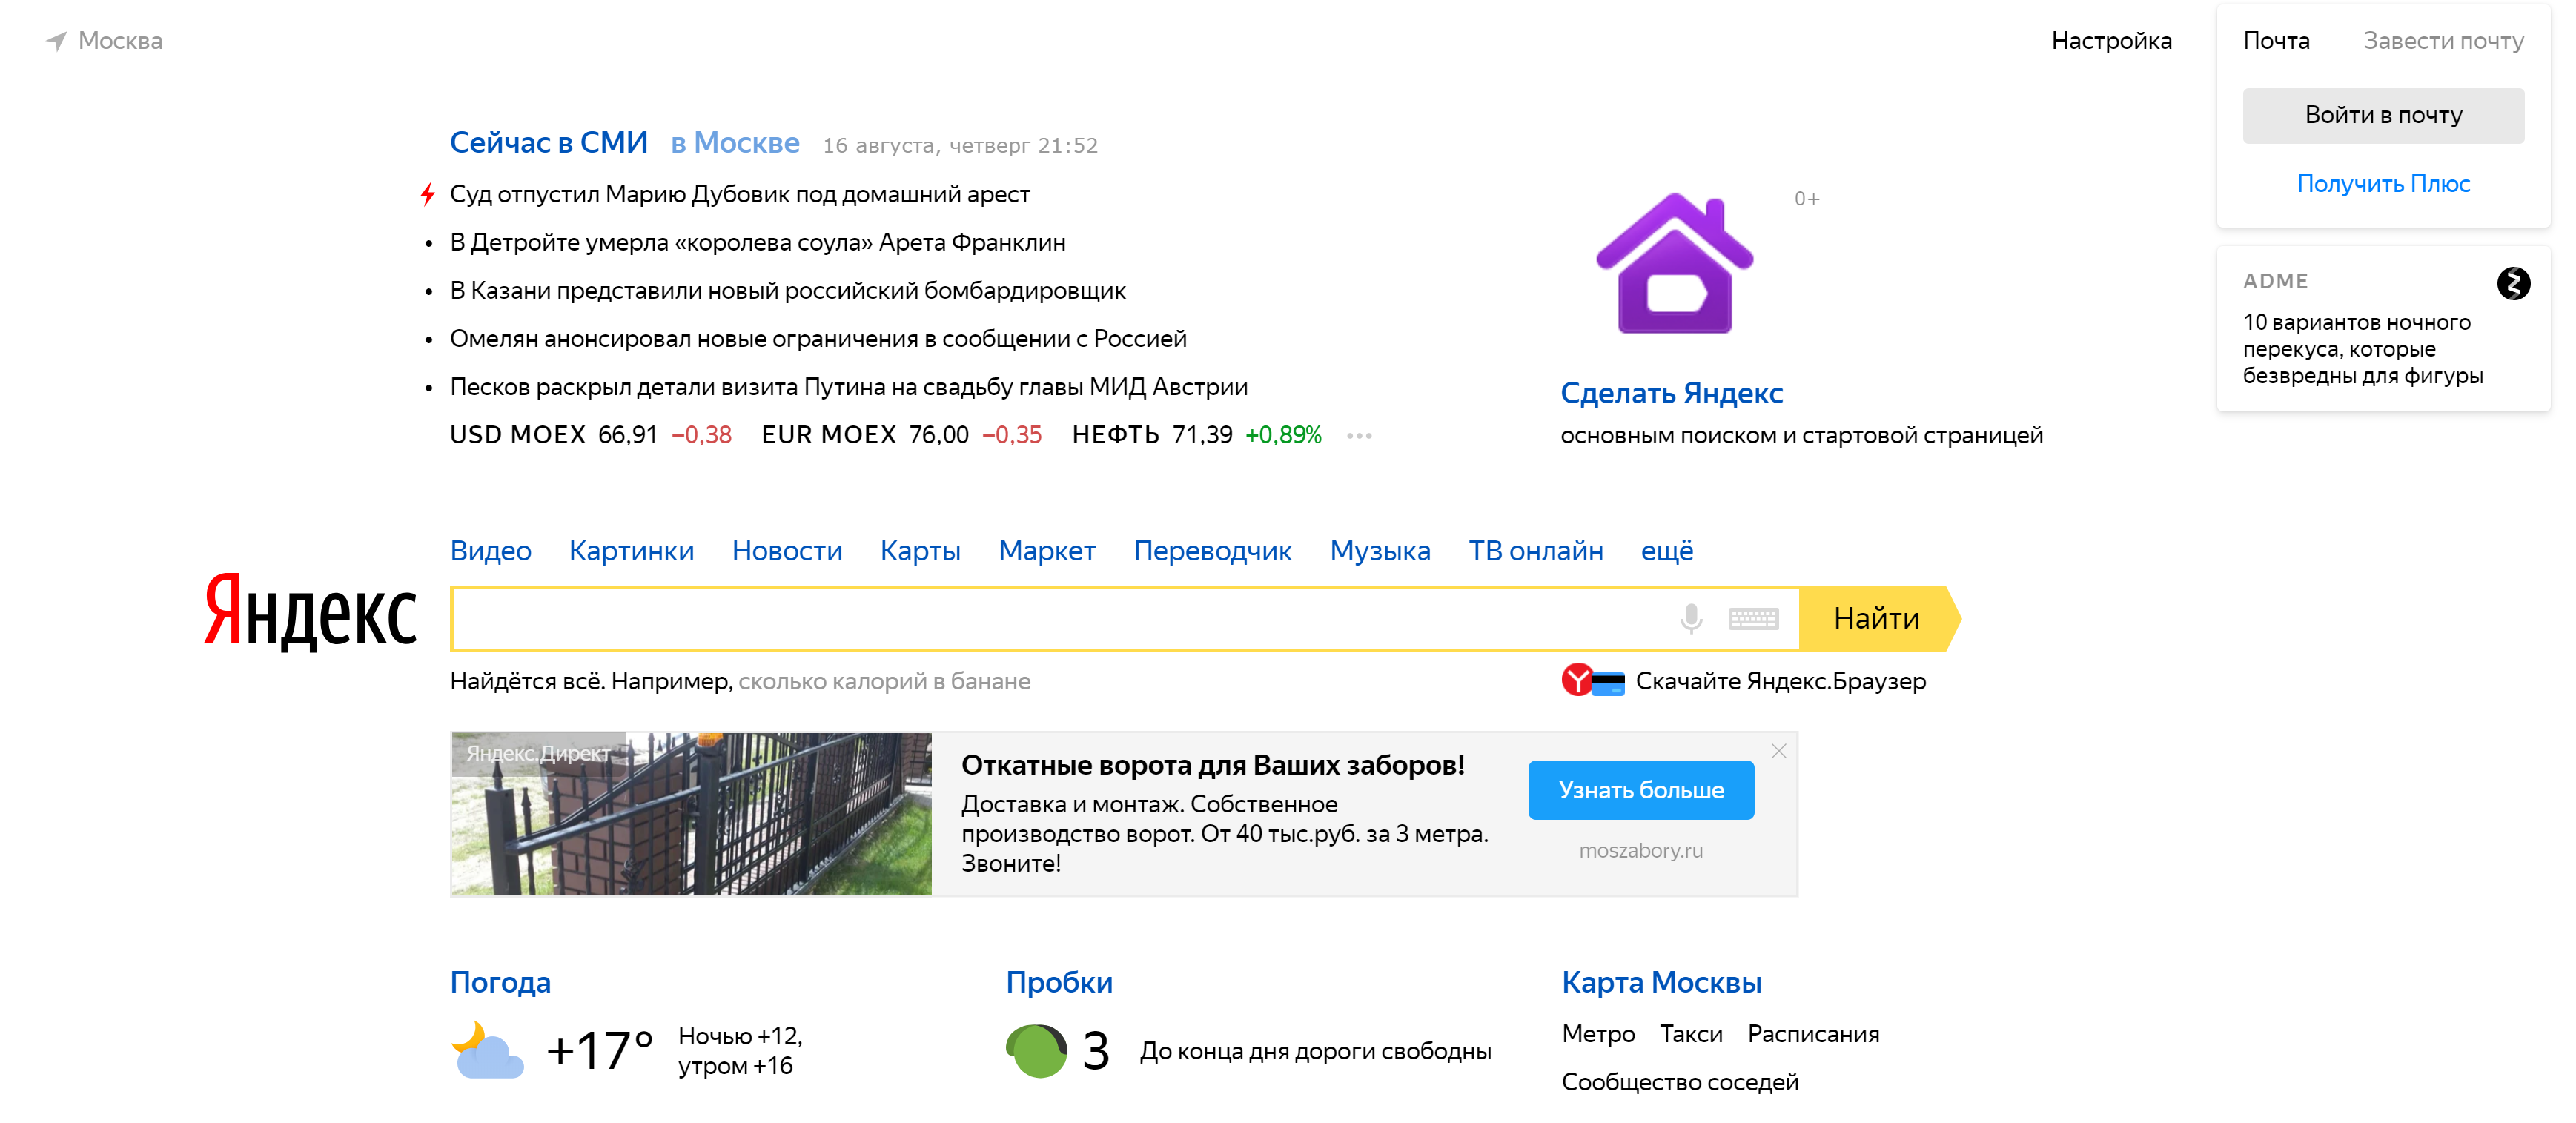 Москва
Настройка
Почта Завести почту
Войти в почту
Получить Плюс
ADME
10 вариантов ночного
перекуса, которые
безвредны для фигуры
Сейчас в СМИ в Москве 16 августа, четверг 21:52
Суд отпустил Марию Дубовик под домашний арест
• В Детройте умерла «королева соула» Арета Франклин
• В Казани представили новый российский бомбардировщик
• Омелян анонсировал новые ограничения в сообщении с Россией
• Песков раскрыл детали визита Путина на свадьбу главы МИД Австрии
USD MOEX 66,91 −0,38 EUR MOEX 76,00 −0,35 НЕФТЬ 71,39 +0,89% •••
0+
Сделать Яндекс
основным поиском и стартовой страницей
Видео Картинки Новости Карты Маркет Переводчик Музыка ТВ онлайн ещё
Яндекс
Найти
Найдётся всё. Например, сколько калорий в банане
Скачайте Яндекс.Браузер
Яндекс.Директ
Откатные ворота для Ваших заборов!
Доставка и монтаж. Собственное
производство ворот. От 40 тыс.руб. за 3 метра.
Звоните!
Узнать больше
moszabory.ru
Погода
+17°
Ночью +12,
утром +16
Пробки
3 До конца дня дороги свободны
Карта Москвы
Метро Такси Расписания
Сообщество соседей